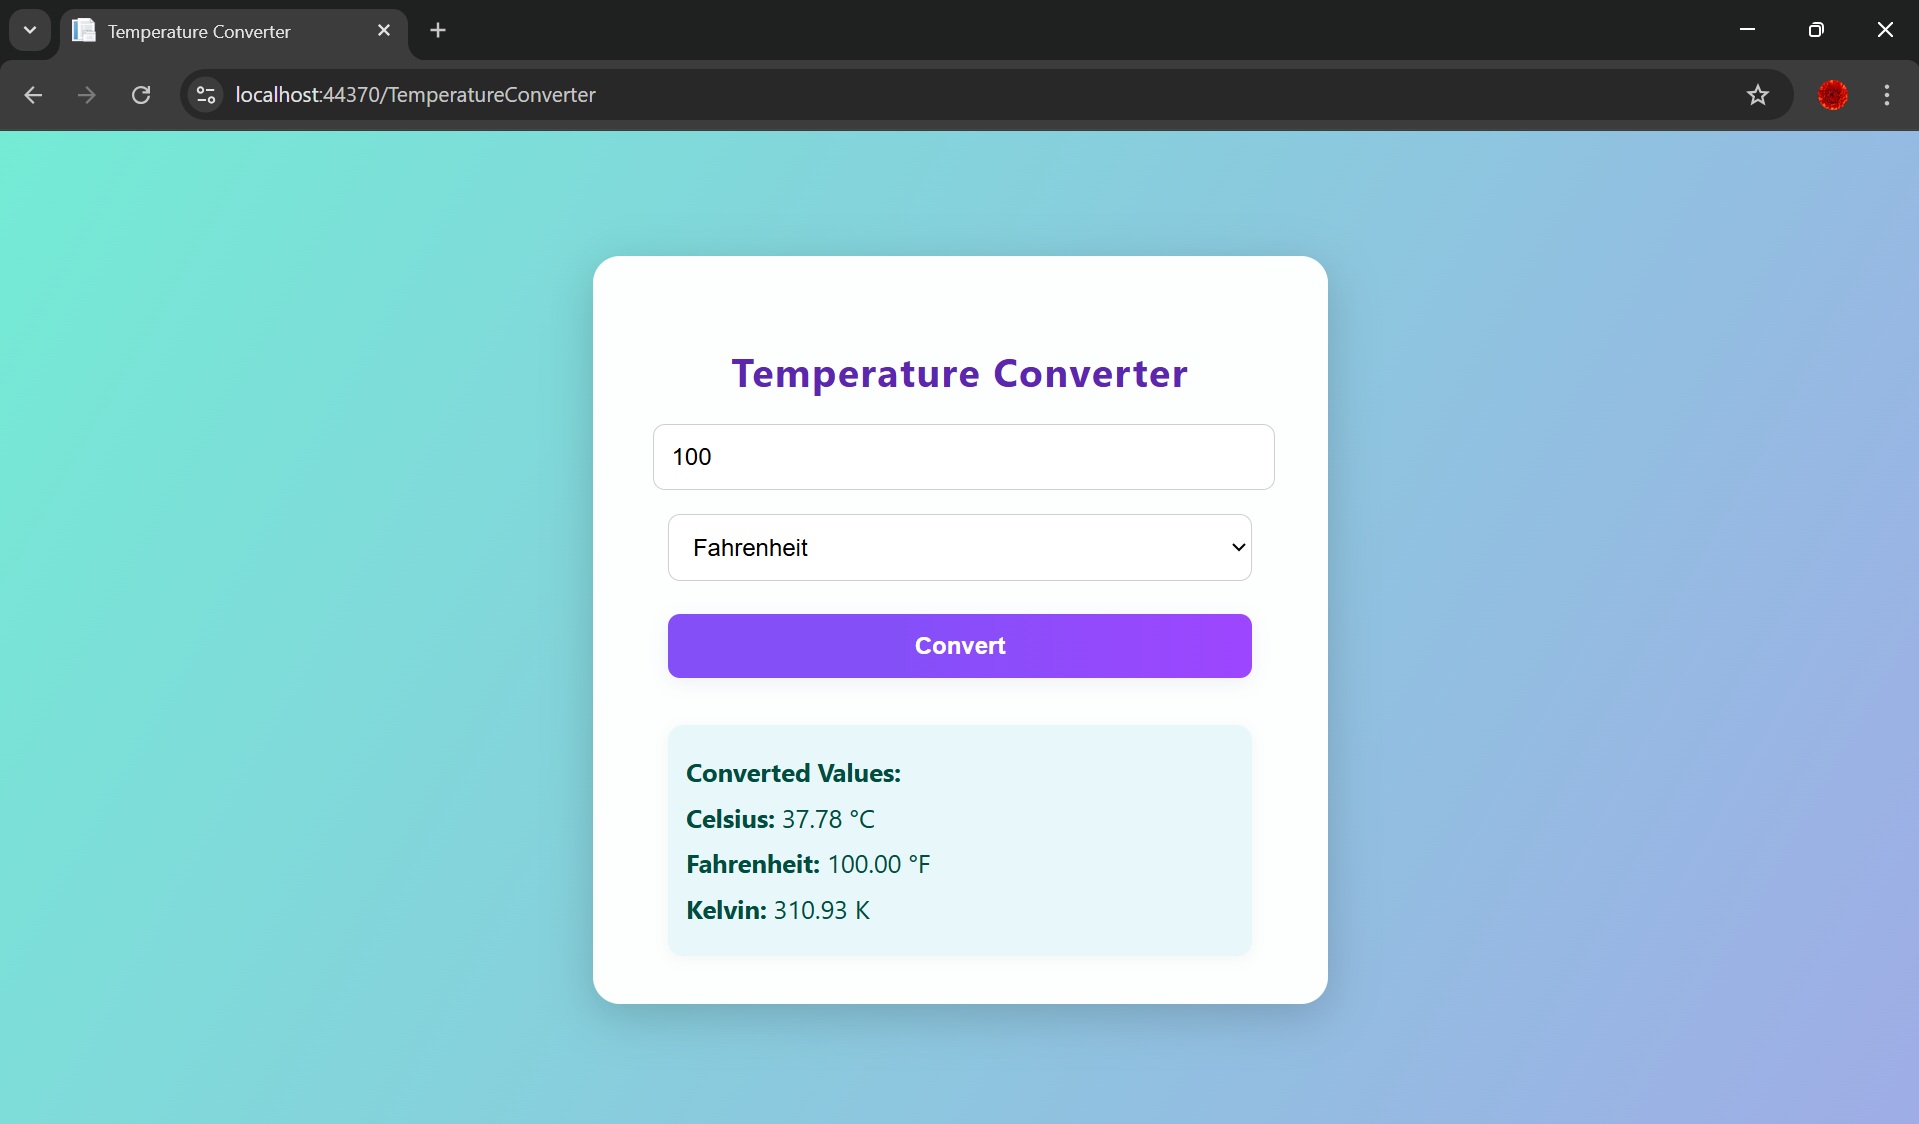 Temperature Converter
localhost:44370/TemperatureConverter
Temperature Converter
100
Fahrenheit
Convert
Converted Values:
Celsius: 37.78 °C
Fahrenheit: 100.00 °F
Kelvin: 310.93 K